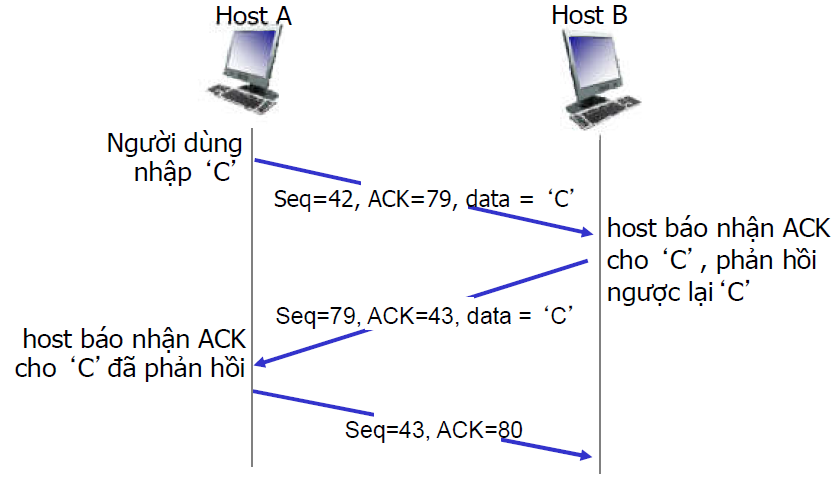 Host A
Host B
Người dùng
nhập ‘C’
Seq=42, ACK=79, data = ‘C’
host báo nhận ACK
cho ‘C’, phản hồi
ngược lại ‘C’
Seq=79, ACK=43, data = ‘C’
host báo nhận ACK
cho ‘C’ đã phản hồi
Seq=43, ACK=80